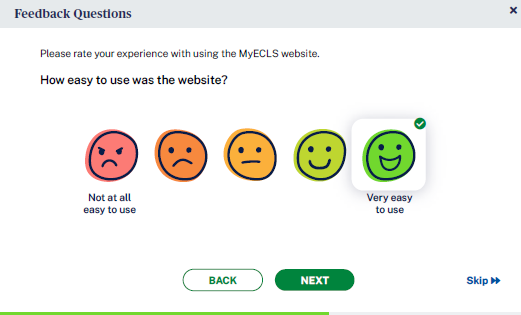 Feedback Questions
Please rate your experience with using the MyECLS website.
How easy to use was the website?
Not at all
easy to use
Very easy
to use
BACK
NEXT
Skip